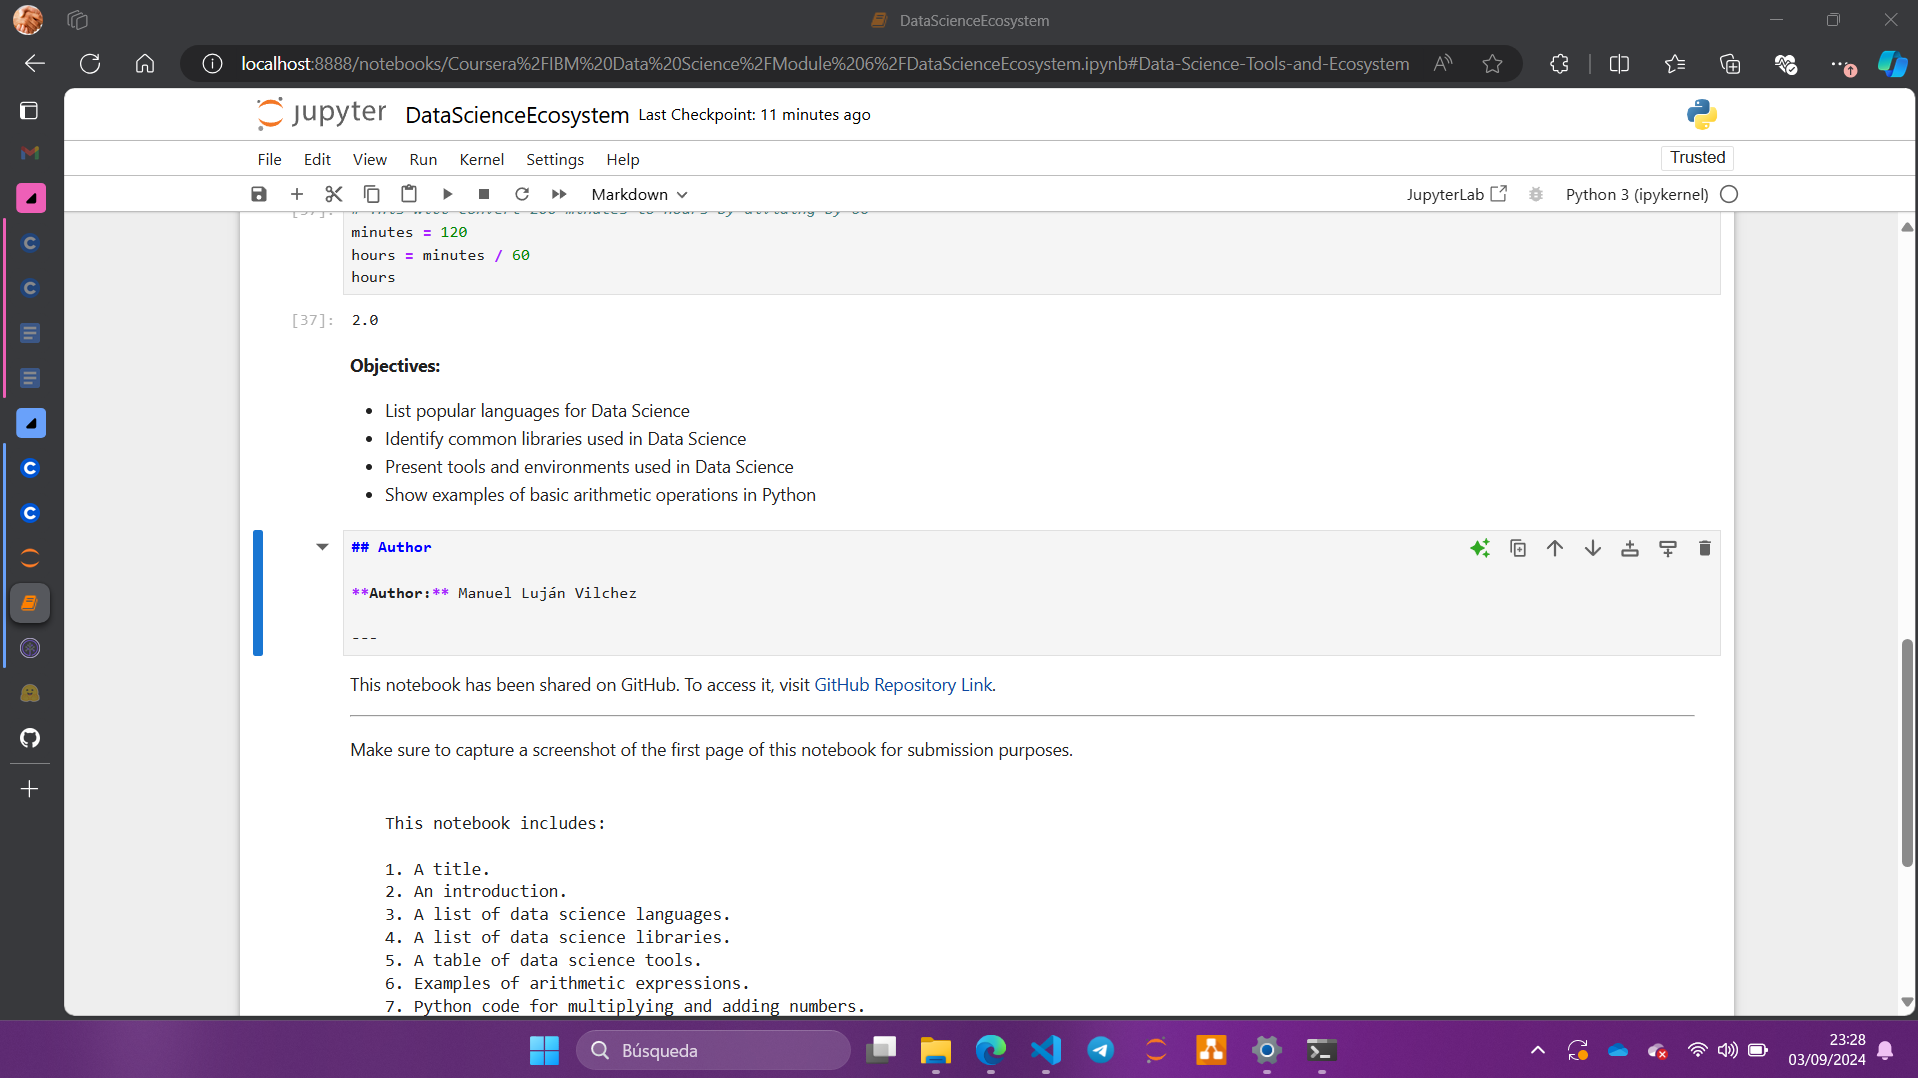 DataScienceEcosystem
localhost:8888/notebooks/Coursera%2FIBM%20Data%20Science%2FModule%206%2FDataScienceEcosystem.ipynb#Data-Science-Tools-and-Ecosystem
jupyter DataScienceEcosystem Last Checkpoint: 11 minutes ago
File Edit View Run Kernel Settings Help
Trusted
Markdown
JupyterLab
Python 3 (ipykernel)
minutes = 120
hours = minutes / 60
hours
[37]: 2.0
Objectives:
• List popular languages for Data Science
• Identify common libraries used in Data Science
• Present tools and environments used in Data Science
• Show examples of basic arithmetic operations in Python
## Author
**Author:** Manuel Luján Vilchez
---
This notebook has been shared on GitHub. To access it, visit GitHub Repository Link.
Make sure to capture a screenshot of the first page of this notebook for submission purposes.
This notebook includes:
1. A title.
2. An introduction.
3. A list of data science languages.
4. A list of data science libraries.
5. A table of data science tools.
6. Examples of arithmetic expressions.
7. Python code for multiplying and adding numbers.
Búsqueda
23:28
03/09/2024